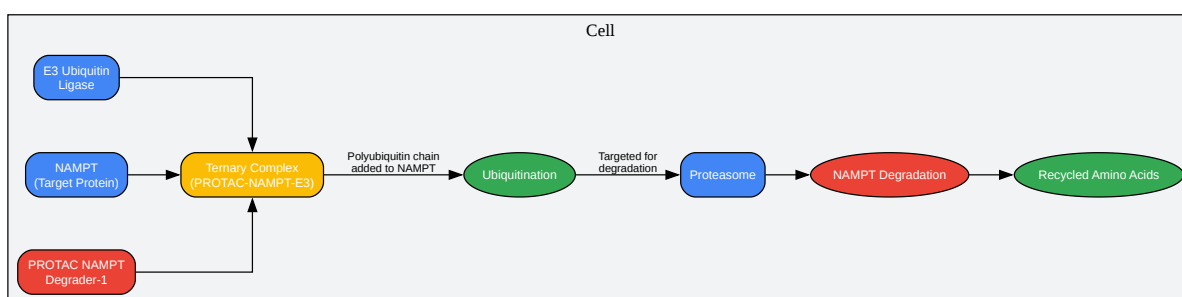 Cell
E3 Ubiquitin
Ligase
NAMPT
(Target Protein)
PROTAC NAMPT
Degrader-1
Ternary Complex
(PROTAC-NAMPT-E3)
Polyubiquitin chain
added to NAMPT
Ubiquitination
Targeted for
degradation
Proteasome
NAMPT Degradation
Recycled Amino Acids